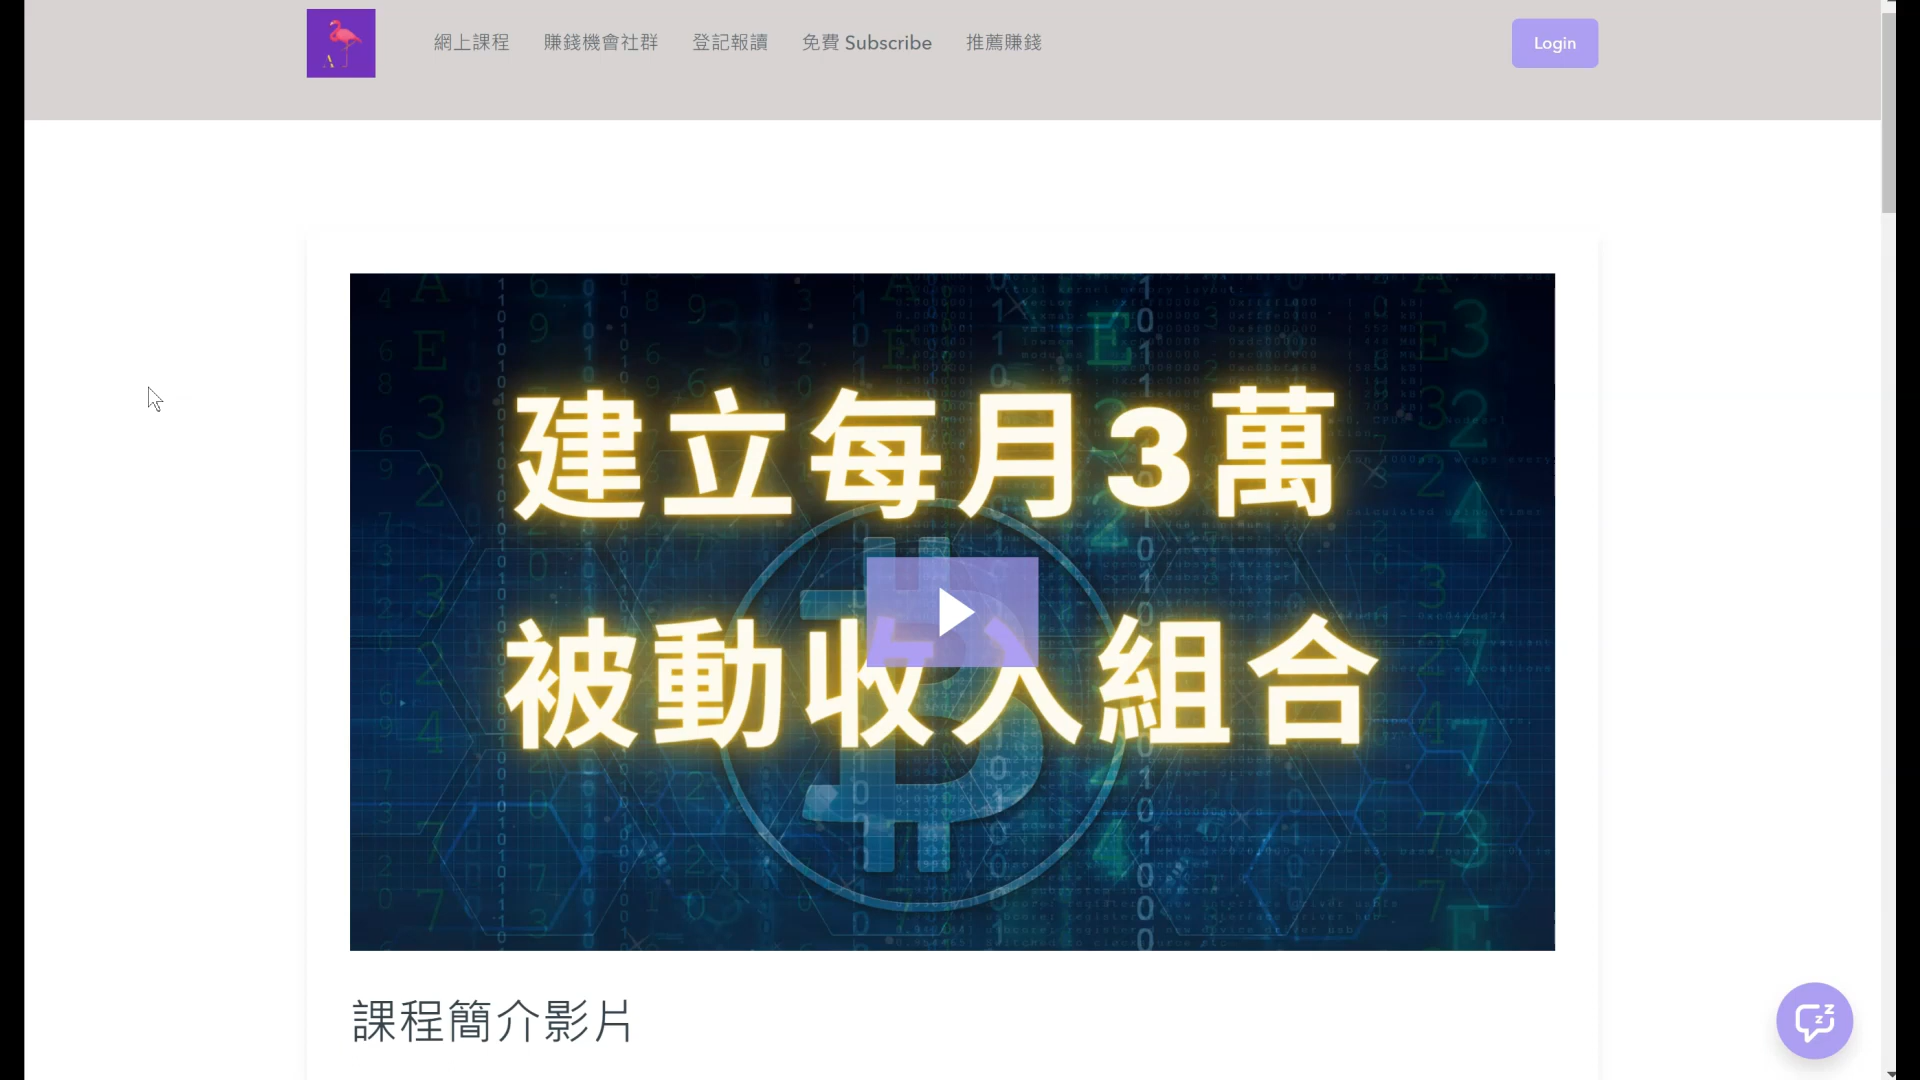 網上課程
賺錢機會社群
登記報讀
免費 Subscribe
推薦賺錢
Login
建立每月3萬
被動收入組合
課程簡介影片